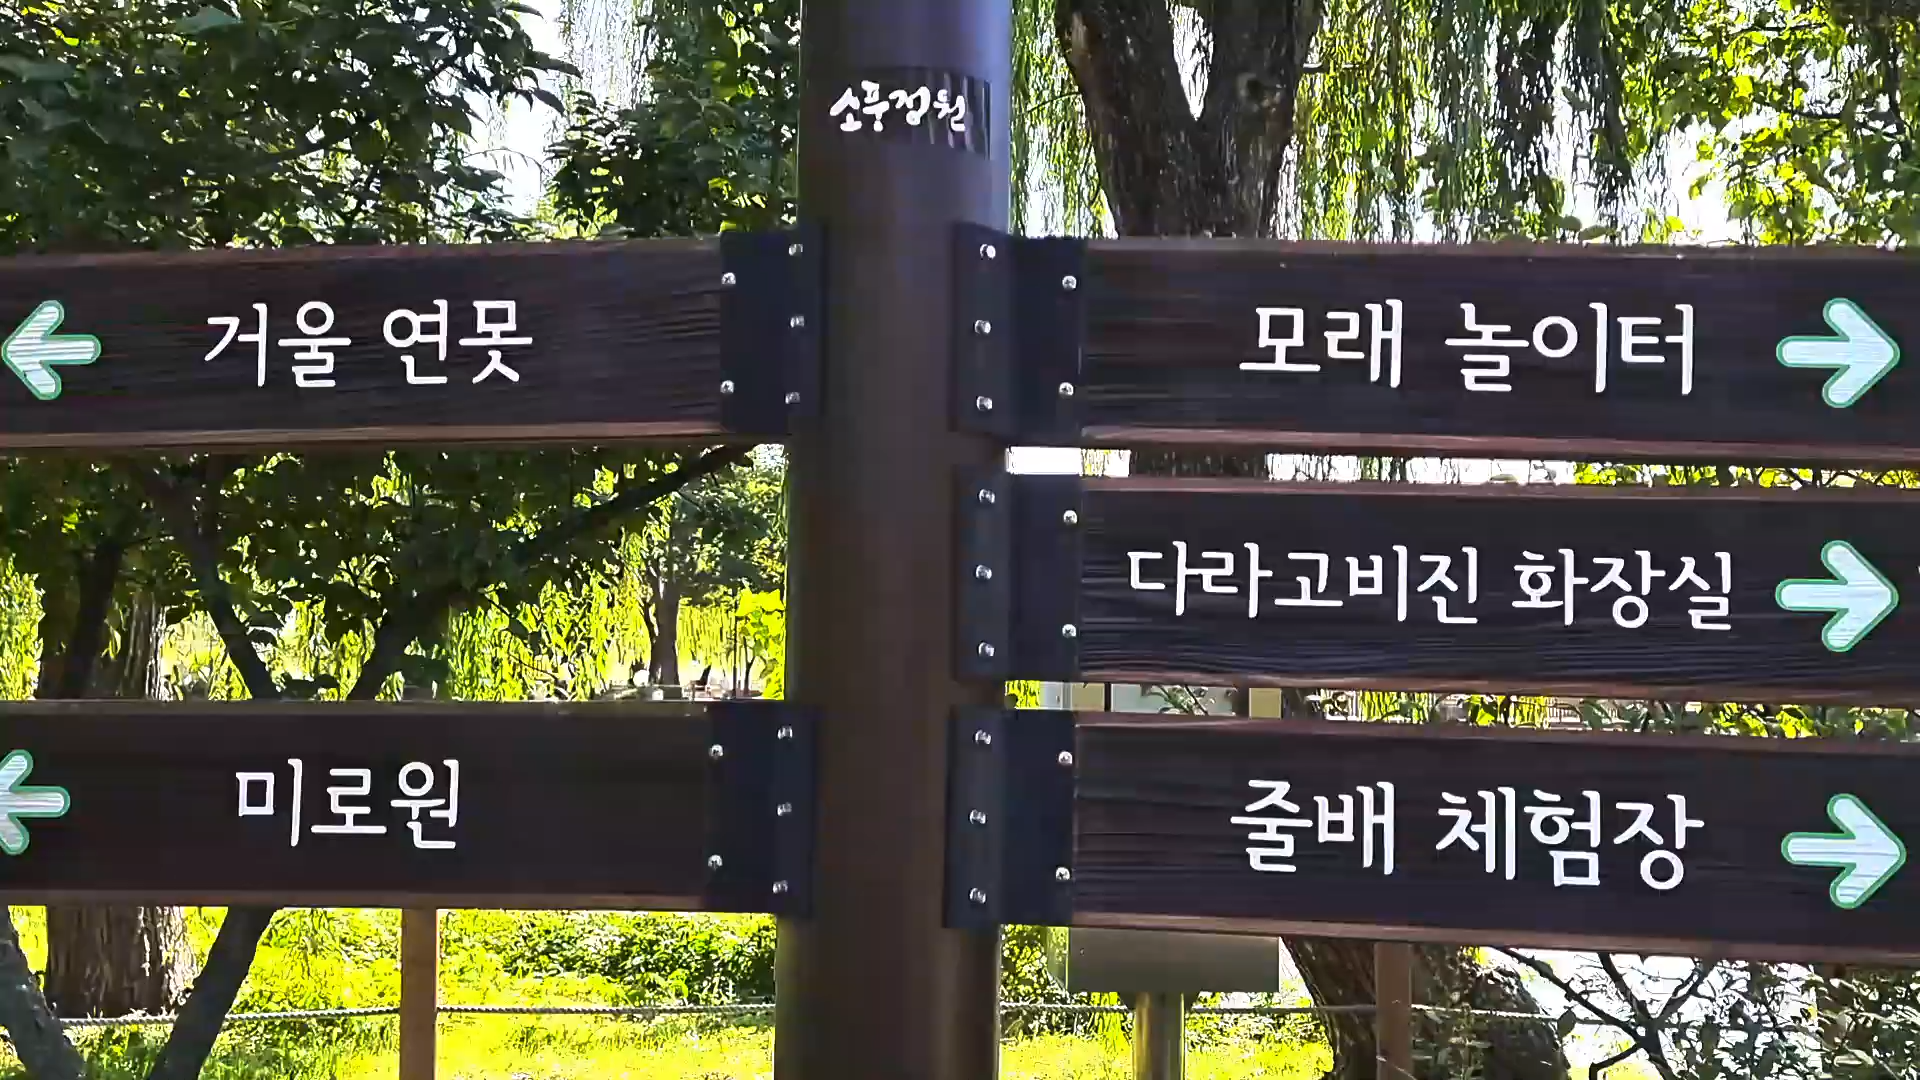 소풍정원
거울 연못
모래 놀이터
다라고비진 화장실
미로원
줄배 체험장